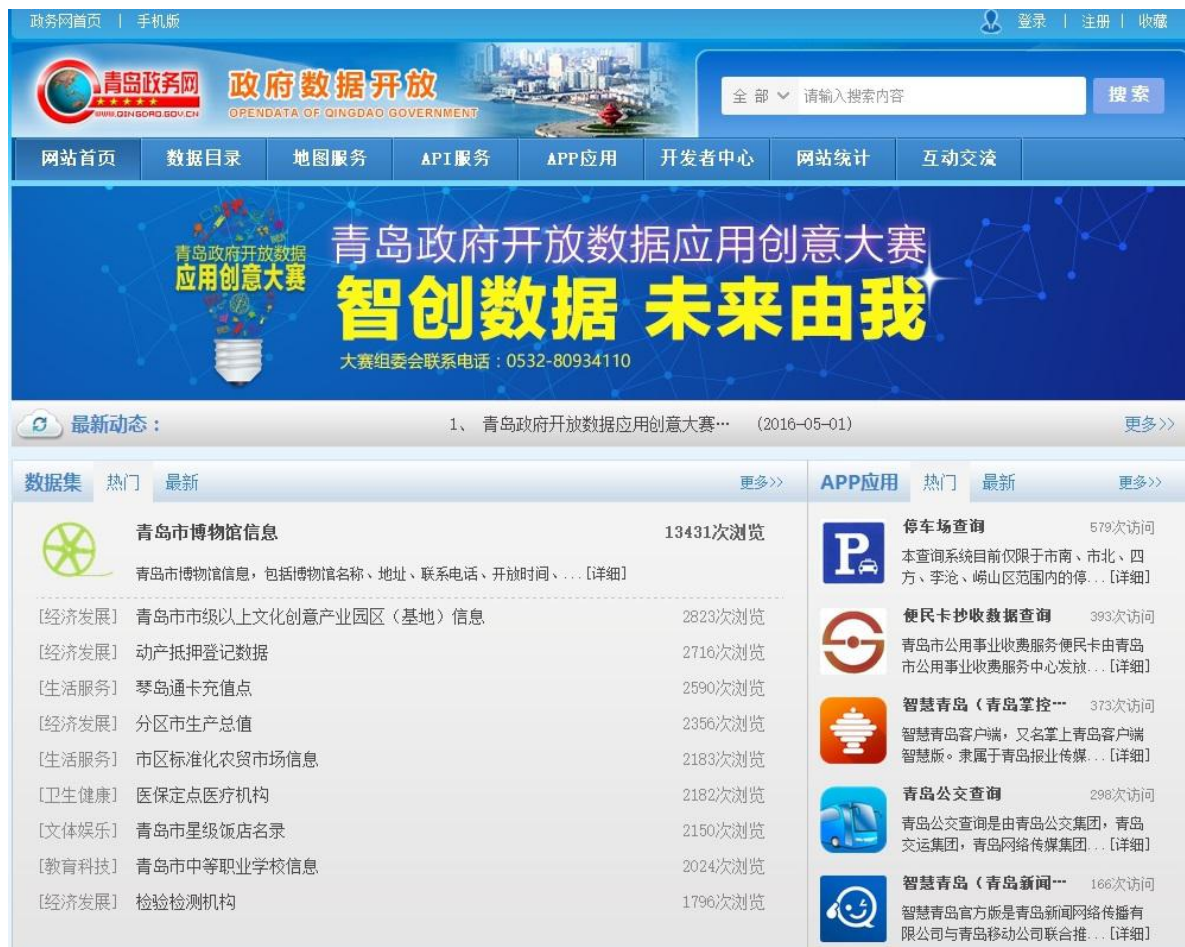 政务网首页 | 手机版
登录 | 注册 | 收藏
青岛政务网
WWW.QINGDAO.GOV.CN
政府数据开放
OPENDATA OF QINGDAO GOVERNMENT
全部 请输入搜索内容 搜索
网站首页 数据目录 地图服务 API服务 APP应用 开发者中心 网站统计 互动交流
青岛政府开放数据
应用创意大赛
青岛政府开放数据应用创意大赛
智创数据 未来由我
大赛组委会联系电话：0532-80934110
最新动态： 1、 青岛政府开放数据应用创意大赛… (2016-05-01) 更多>>
数据集 热门 最新 更多>>
青岛市博物馆信息 13431次浏览
青岛市博物馆信息，包括博物馆名称、地址、联系电话、开放时间、...[详细]
[经济发展] 青岛市市级以上文化创意产业园区（基地）信息 2823次浏览
[经济发展] 动产抵押登记数据 2716次浏览
[生活服务] 琴岛通卡充值点 2590次浏览
[经济发展] 分区市生产总值 2356次浏览
[生活服务] 市区标准化农贸市场信息 2183次浏览
[卫生健康] 医保定点医疗机构 2182次浏览
[文体娱乐] 青岛市星级饭店名录 2150次浏览
[教育科技] 青岛市中等职业学校信息 2024次浏览
[经济发展] 检验检测机构 1796次浏览
APP应用 热门 最新 更多>>
P
停车场查询 579次访问
本查询系统目前仅限于市南、市北、四
方、李沧、崂山区范围内的停...[详细]
便民卡抄收数据查询 393次访问
青岛市公用事业收费服务便民卡由青岛
市公用事业收费服务中心发放...[详细]
智慧青岛（青岛掌控… 373次访问
智慧青岛客户端，又名掌上青岛客户端
智慧版。隶属于青岛报业传媒...[详细]
青岛公交查询 298次访问
青岛公交查询是由青岛公交集团，青岛
交运集团，青岛网络传媒集团...[详细]
智慧青岛（青岛新闻… 166次访问
智慧青岛官方版是青岛新闻网络传播有
限公司与青岛移动公司联合推...[详细]